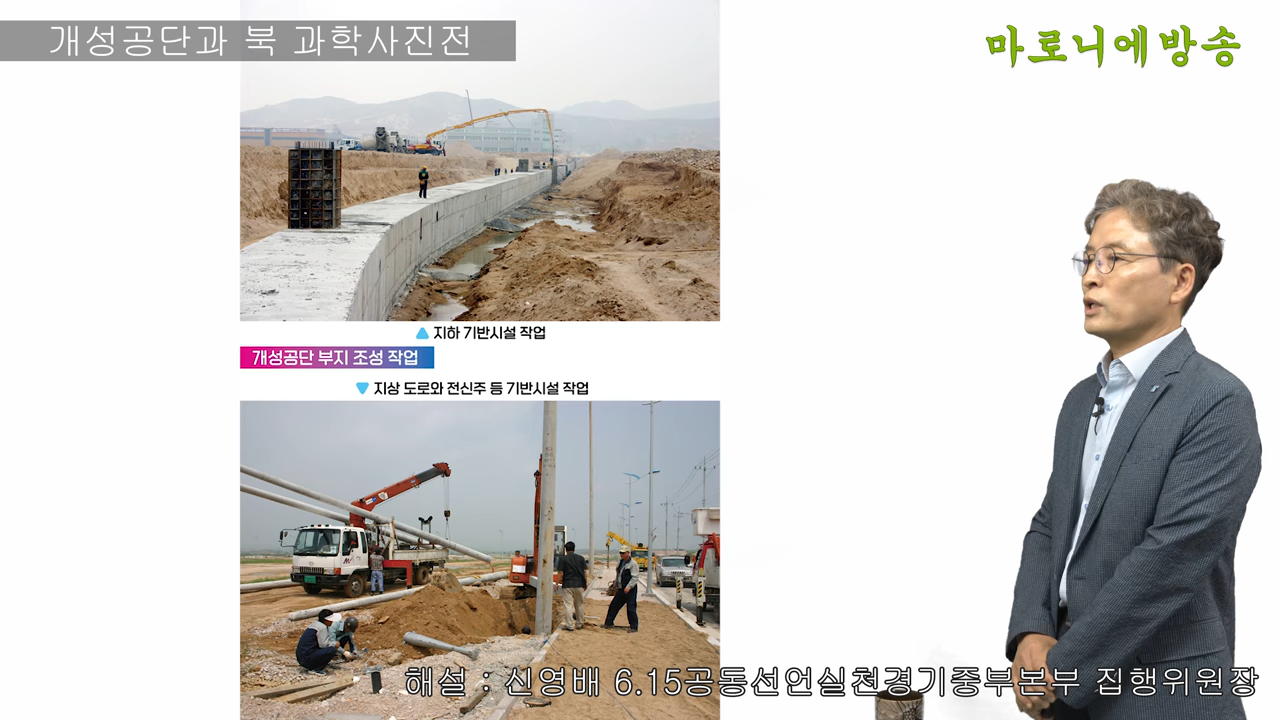 개성공단과 북 과학사진전
마로니에방송
▲ 지하 기반시설 작업
개성공단 부지 조성 작업
▼ 지상 도로와 전신주 등 기반시설 작업
해설 : 신영배 6.15공동선언실천경기중부본부 집행위원장